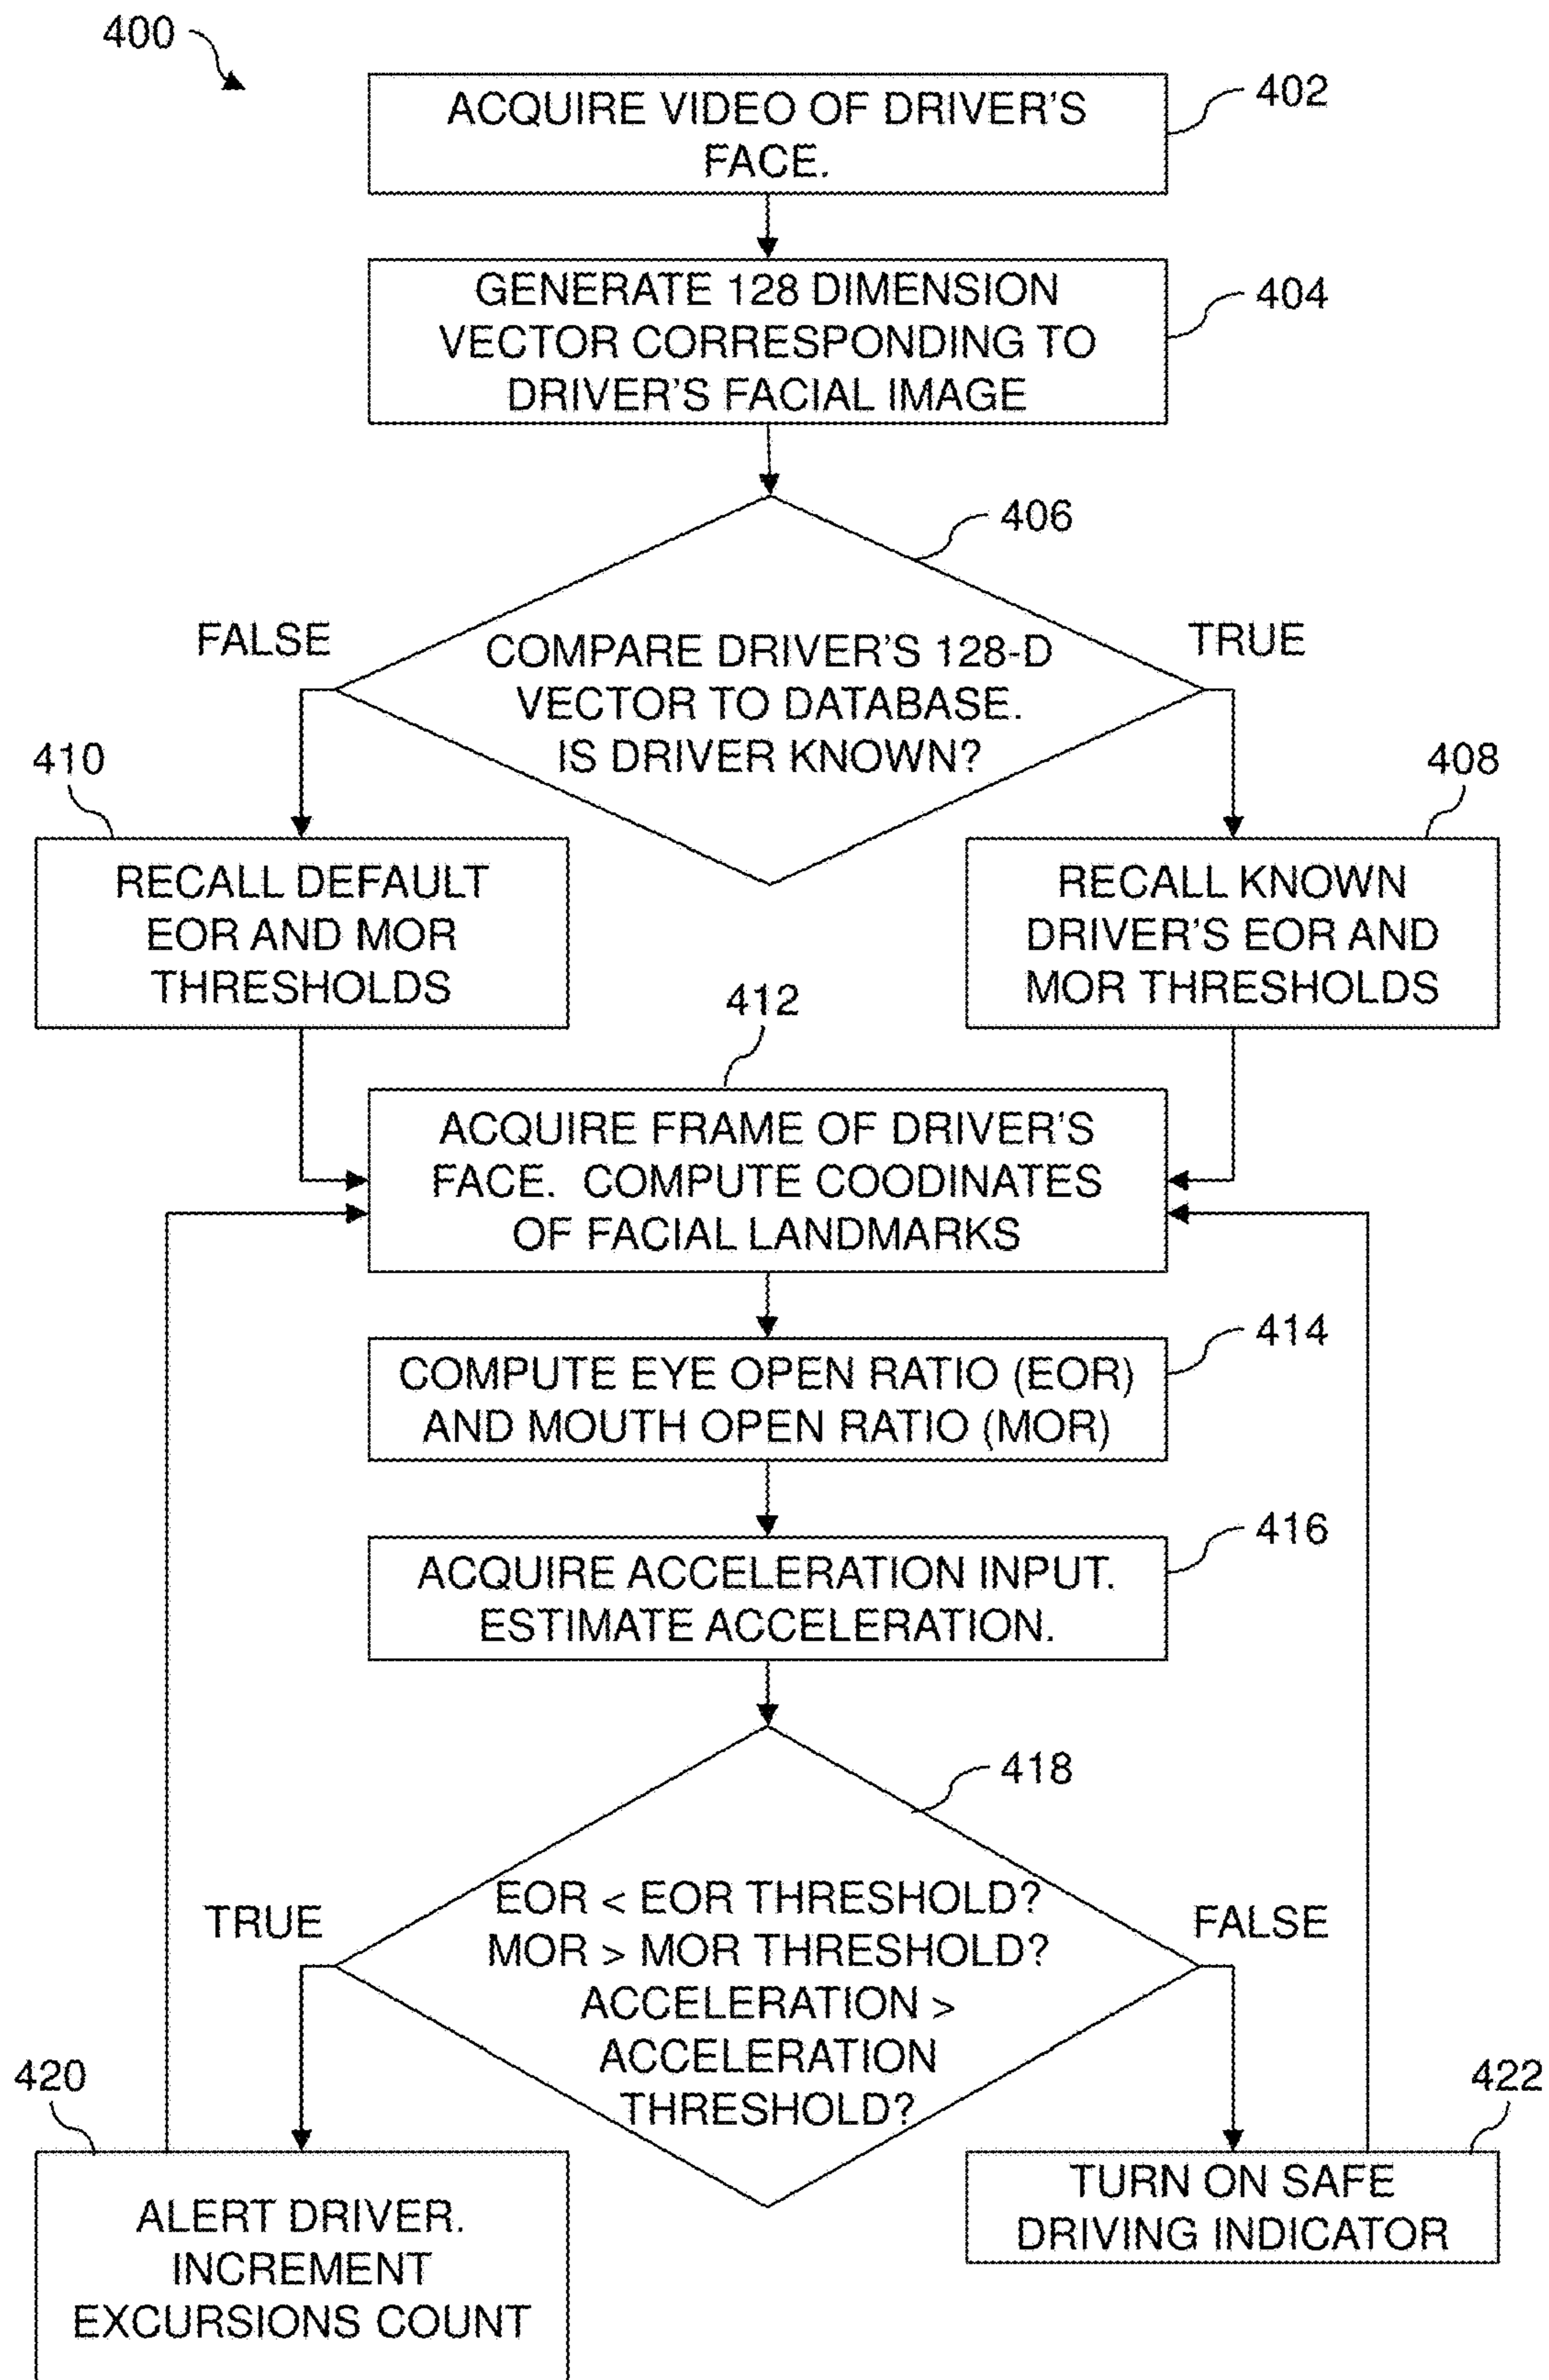 400
ACQUIRE VIDEO OF DRIVER'S
FACE.
402
GENERATE 128 DIMENSION
VECTOR CORRESPONDING TO
DRIVER'S FACIAL IMAGE
404
406
FALSE
TRUE
COMPARE DRIVER'S 128-D
VECTOR TO DATABASE.
IS DRIVER KNOWN?
410
408
RECALL DEFAULT
EOR AND MOR
THRESHOLDS
RECALL KNOWN
DRIVER'S EOR AND
MOR THRESHOLDS
412
ACQUIRE FRAME OF DRIVER'S
FACE. COMPUTE COODINATES
OF FACIAL LANDMARKS
414
COMPUTE EYE OPEN RATIO (EOR)
AND MOUTH OPEN RATIO (MOR)
416
ACQUIRE ACCELERATION INPUT.
ESTIMATE ACCELERATION.
418
TRUE
FALSE
EOR < EOR THRESHOLD?
MOR > MOR THRESHOLD?
ACCELERATION >
ACCELERATION
THRESHOLD?
420
422
ALERT DRIVER.
INCREMENT
EXCURSIONS COUNT
TURN ON SAFE
DRIVING INDICATOR